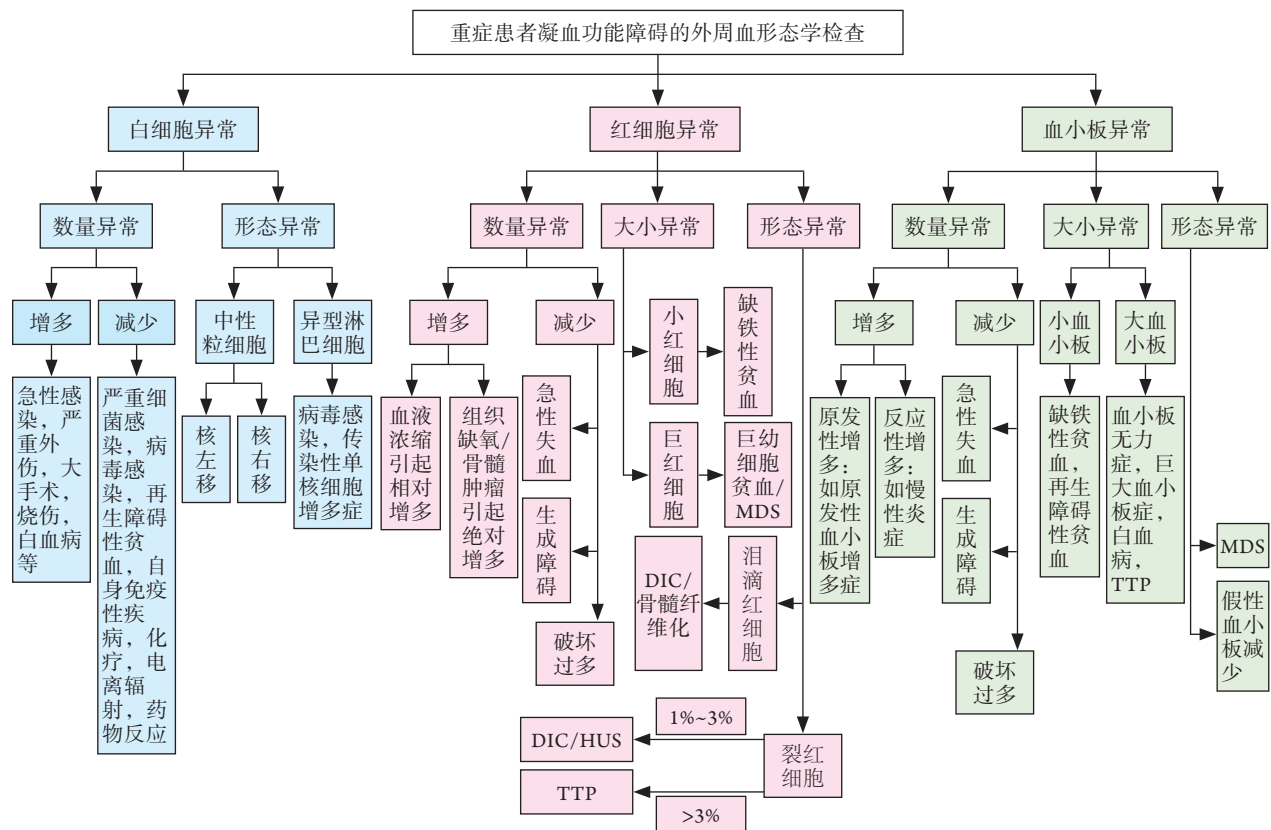 重症患者凝血功能障碍的外周血形态学检查
白细胞异常
红细胞异常
血小板异常
数量异常
形态异常
数量异常
大小异常
形态异常
数量异常
大小异常
形态异常
增多
减少
中性
粒细胞
异型淋
巴细胞
增多
减少
小
红
细
胞
缺
铁
性
贫
血
增多
减少
小血
小板
大血
小板
急性感
染，严
重外
伤，大
手术，
烧伤，
白血病
等
严重细
菌感
染，病
毒感
染，再
生障碍
性贫
血，自
身免疫
性疾
病，化
疗，电
离辐
射，药
物反应
核
左
移
核
右
移
病毒感
染，传
染性单
核细胞
增多症
血液
浓缩
引起
相对
增多
组织
缺氧/
骨髓
肿瘤
引起
绝对
增多
急
性
失
血
生
成
障
碍
破坏
过多
巨
红
细
胞
巨幼
细胞
贫血/
MDS
DIC/
骨髓纤
维化
泪
滴
红
细
胞
1%~3%
DIC/HUS
裂红
细胞
TTP
>3%
原发
性增
多：
如原
发性
血小
板增
多症
反应
性增
多：
如慢
性炎
症
急
性
失
血
生
成
障
碍
破坏
过多
缺铁
性贫
血，
再生
障碍
性贫
血
血小板
无力
症，巨
大血小
板症，
白血
病，
TTP
MDS
假性
血小
板减
少